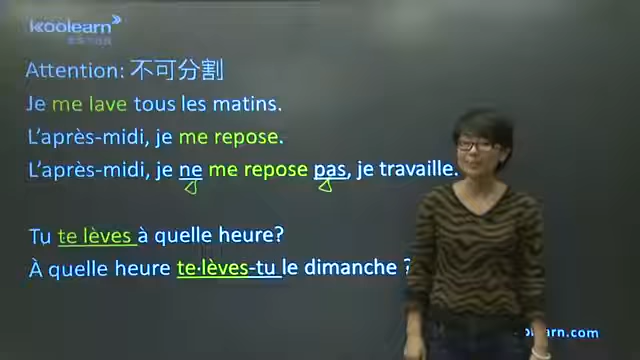 koolearn
Attention: 不可分割
Je me lave tous les matins.
L'après-midi, je me repose.
L'après-midi, je ne me repose pas, je travaille.
Tu te lèves à quelle heure?
À quelle heure te lèves-tu le dimanche ?
learn.com